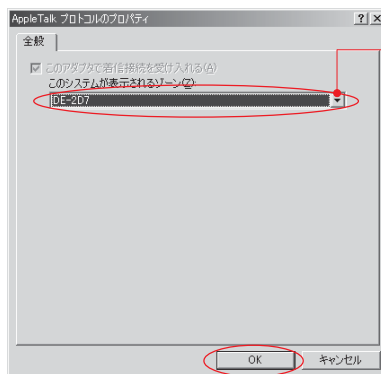 AppleTalk プロトコルのプロパティ
全般
このアダプタで着信接続を受け入れる(A)
このシステムが表示されるゾーン(Z):
DE-2D7
OK キャンセル